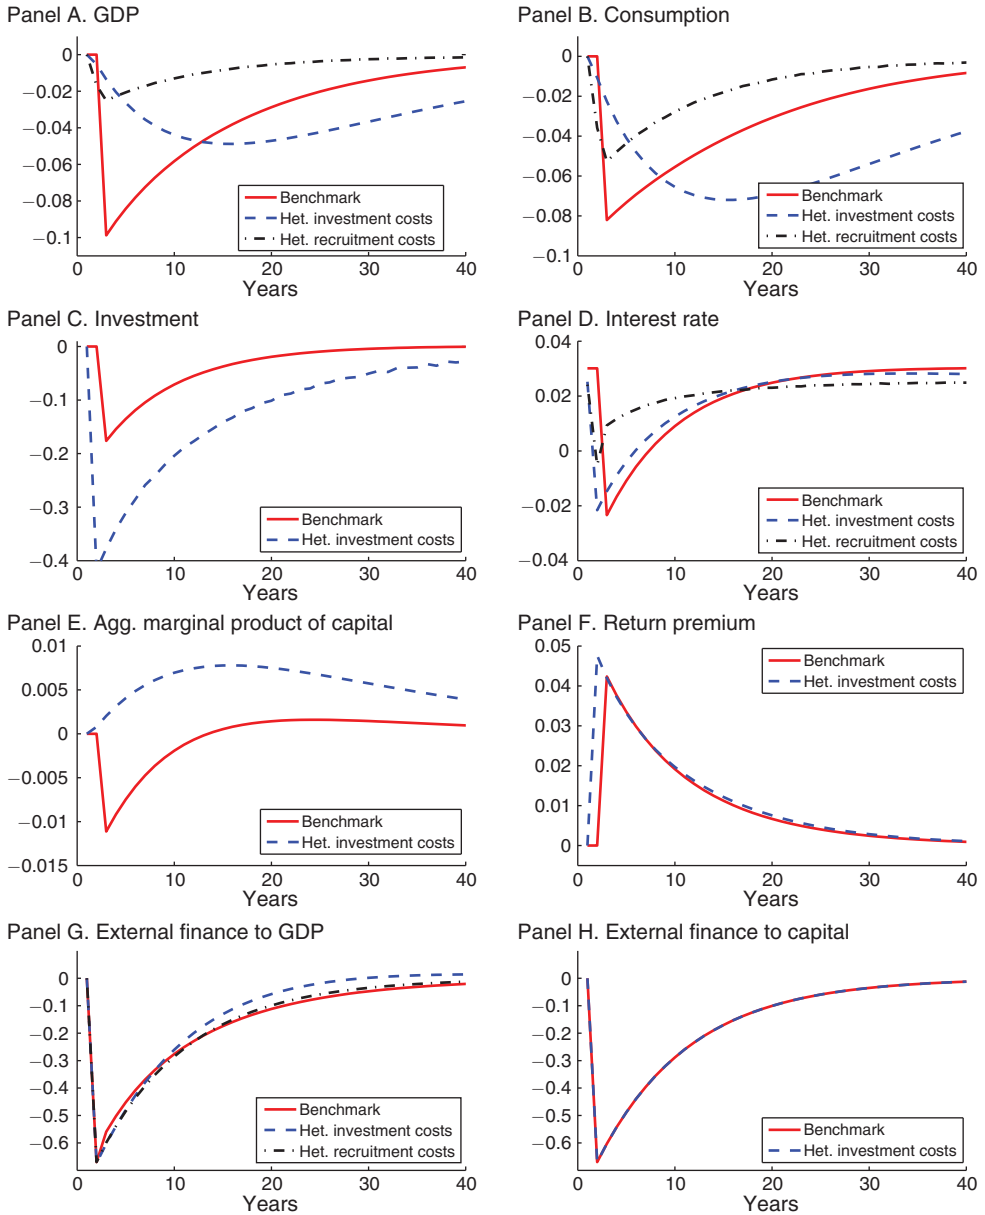 Panel A. GDP
0
−0.02
−0.04
−0.06
−0.08
−0.1
0 10 20 30 40
Years
Benchmark
Het. investment costs
Het. recruitment costs
Panel B. Consumption
0
−0.02
−0.04
−0.06
−0.08
−0.1
0 10 20 30 40
Years
Benchmark
Het. investment costs
Het. recruitment costs
Panel C. Investment
0
−0.1
−0.2
−0.3
−0.4
0 10 20 30 40
Years
Benchmark
Het. investment costs
Panel D. Interest rate
0.04
0.02
0
−0.02
−0.04
0 10 20 30 40
Years
Benchmark
Het. investment costs
Het. recruitment costs
Panel E. Agg. marginal product of capital
0.01
0.005
0
−0.005
−0.01
−0.015
0 10 20 30 40
Years
Benchmark
Het. investment costs
Panel F. Return premium
0.05
0.04
0.03
0.02
0.01
0
0 10 20 30 40
Years
Benchmark
Het. investment costs
Panel G. External finance to GDP
0
−0.1
−0.2
−0.3
−0.4
−0.5
−0.6
0 10 20 30 40
Years
Benchmark
Het. investment costs
Het. recruitment costs
Panel H. External finance to capital
0
−0.1
−0.2
−0.3
−0.4
−0.5
−0.6
0 10 20 30 40
Years
Benchmark
Het. investment costs